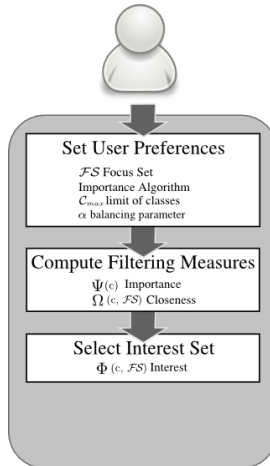 Set User Preferences
𝓕𝓢 Focus Set
Importance Algorithm
𝓒max limit of classes
α balancing parameter
Compute Filtering Measures
Ψ(c) Importance
Ω (c, 𝓕𝓢) Closeness
Select Interest Set
Φ (c, 𝓕𝓢) Interest